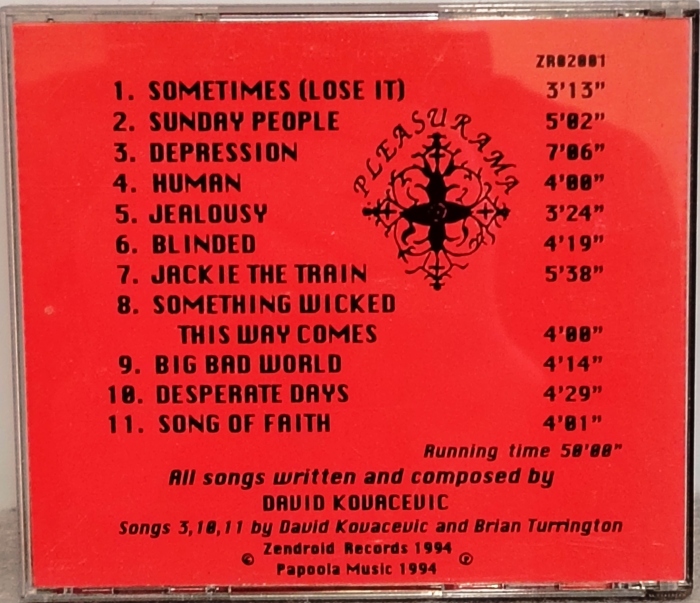 ZR02001
1. SOMETIMES (LOSE IT) 3'13"
2. SUNDAY PEOPLE 5'02"
PLEASURAMA
3. DEPRESSION 7'06"
4. HUMAN 4'00"
5. JEALOUSY 3'24"
6. BLINDED 4'19"
7. JACKIE THE TRAIN 5'38"
8. SOMETHING WICKED
THIS WAY COMES 4'00"
9. BIG BAD WORLD 4'14"
10. DESPERATE DAYS 4'29"
11. SONG OF FAITH 4'01"
Running time 50'00"
All songs written and composed by
DAVID KOVACEVIC
Songs 3,10,11 by David Kovacevic and Brian Turrington
© Zendroid Records 1994 ℗
Papoola Music 1994